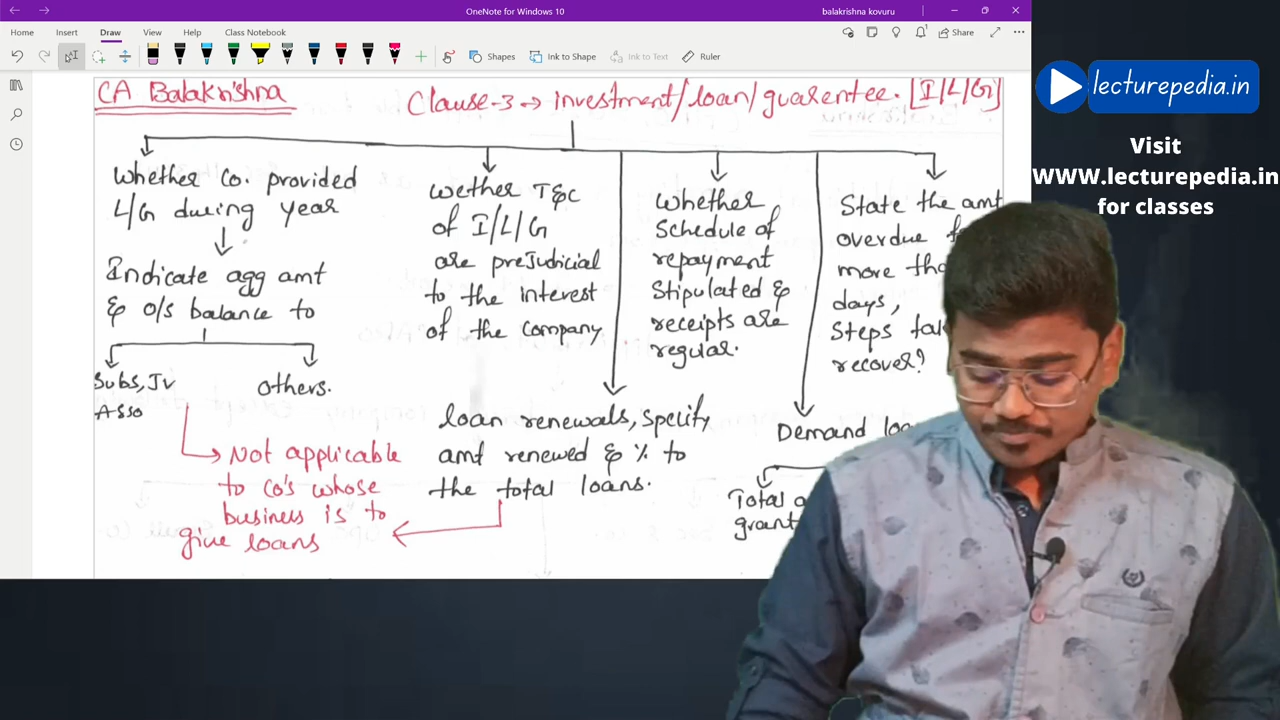 OneNote for Windows 10
balakrishna kovuru
Home Insert Draw View Help Class Notebook
Share
Shapes Ink to Shape Ink to Text Ruler
lecturepedia.in
Visit
WWW.lecturepedia.in
for classes
CA Balakrishna
Clause-3 → investment/loan/guarentee. [I/L/G]
Whether Co. provided
L/G during year
Indicate agg amt
& o/s balance to
Subs, JV
Asso
others.
Not applicable
to co's whose
business is to
give loans
Wether T&C
of I/L/G
are prejudicial
to the interest
of the company
loan renewals, specify
amt renewed & % to
the total loans.
Whether
Schedule of
repayment
Stipulated &
receipts are
regular.
State the amt
overdue
more
days,
Steps
recover?
Demand
Total